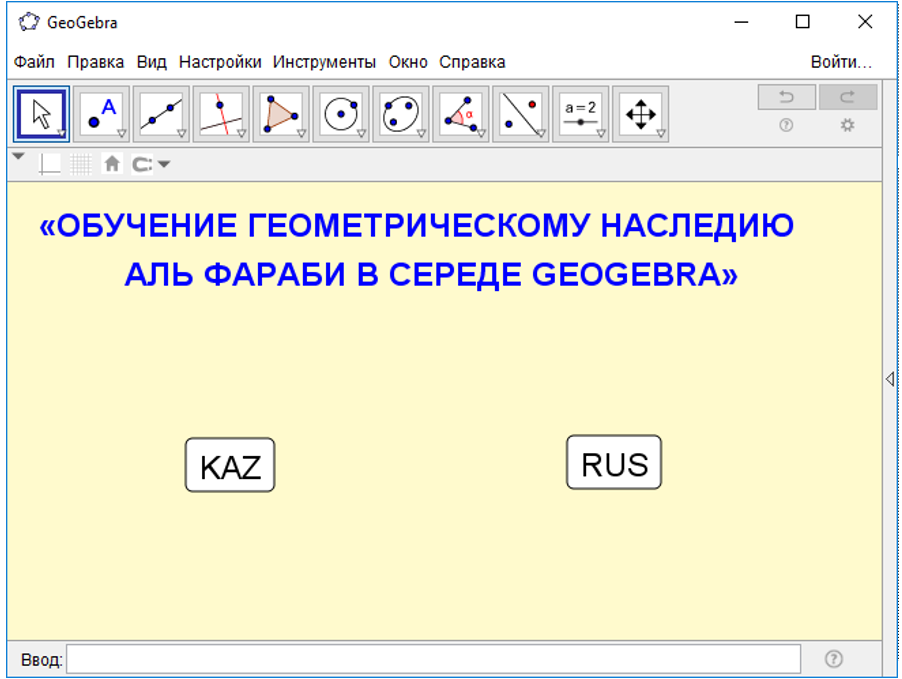 GeoGebra
Файл Правка Вид Настройки Инструменты Окно Справка Войти...
A α a = 2
«ОБУЧЕНИЕ ГЕОМЕТРИЧЕСКОМУ НАСЛЕДИЮ
АЛЬ ФАРАБИ В СЕРЕДЕ GEOGEBRA»
KAZ RUS
Ввод: